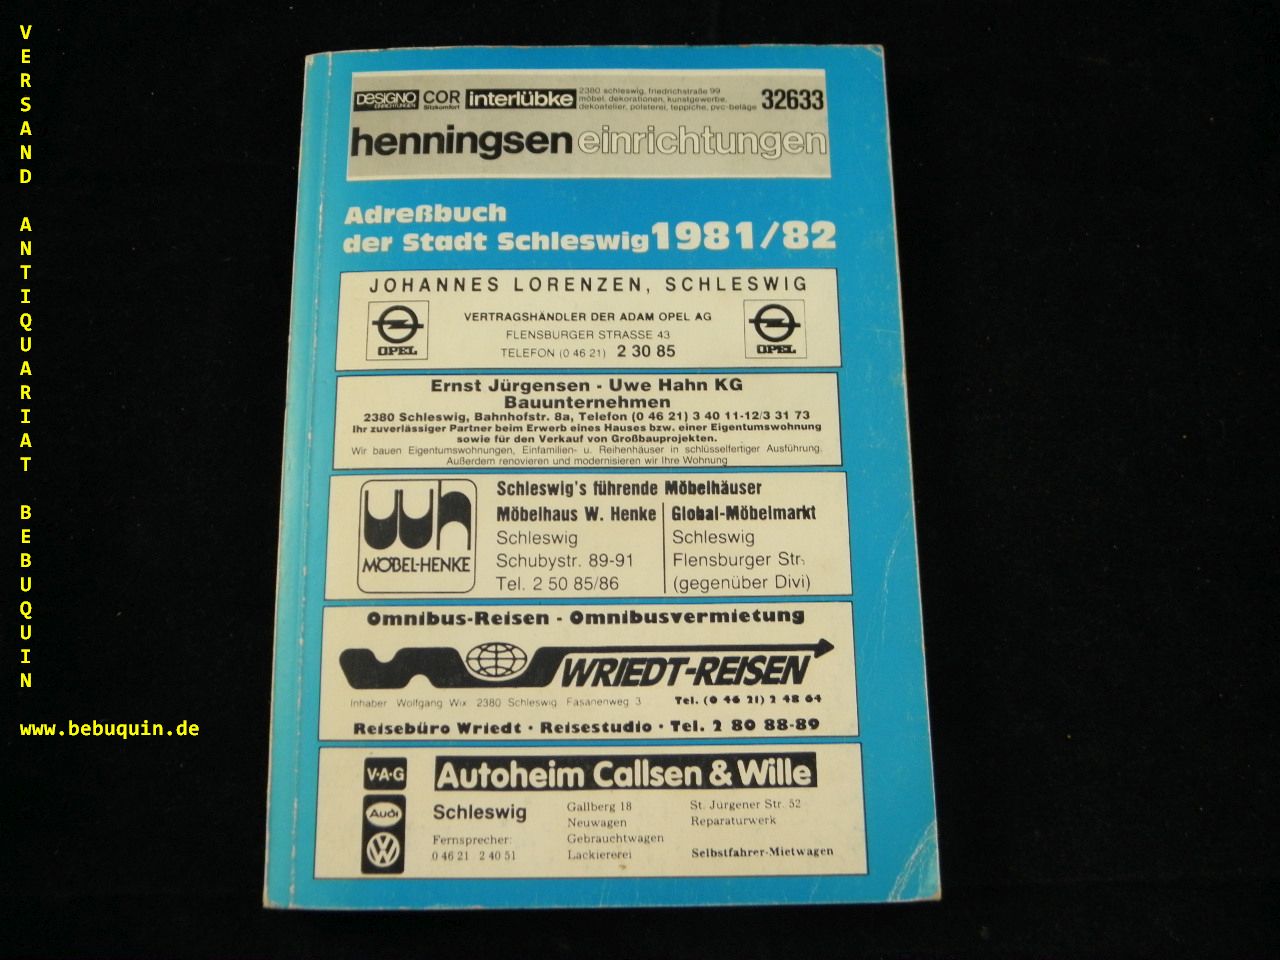 VERSAND ANTIQUARIAT BEBUQUIN
www.bebuquin.de
DeSIGNO EINRICHTUNGEN
COR Sitzkomfort
interlübke
2380 schleswig, friedrichstraße 99
möbel, dekorationen, kunstgewerbe,
dekoatelier, polsterei, teppiche, pvc-beläge
32633
henningsen einrichtungen
Adreßbuch
der Stadt Schleswig 1981/82
JOHANNES LORENZEN, SCHLESWIG
OPEL
VERTRAGSHÄNDLER DER ADAM OPEL AG
FLENSBURGER STRASSE 43
TELEFON (0 46 21) 2 30 85
OPEL
Ernst Jürgensen - Uwe Hahn KG
Bauunternehmen
2380 Schleswig, Bahnhofstr. 8a, Telefon (0 46 21) 3 40 11-12/3 31 73
Ihr zuverlässiger Partner beim Erwerb eines Hauses bzw. einer Eigentumswohnung
sowie für den Verkauf von Großbauprojekten.
Wir bauen Eigentumswohnungen, Einfamilien- u. Reihenhäuser in schlüsselfertiger Ausführung.
Außerdem renovieren und modernisieren wir Ihre Wohnung
MÖBEL-HENKE
Schleswig's führende Möbelhäuser
Möbelhaus W. Henke
Schleswig
Schubystr. 89-91
Tel. 2 50 85/86
Global-Möbelmarkt
Schleswig
Flensburger Str.
(gegenüber Divi)
Omnibus-Reisen - Omnibusvermietung
WRIEDT-REISEN
Inhaber Wolfgang Wix 2380 Schleswig Fasanenweg 3 Tel. (0 46 21) 2 48 64
Reisebüro Wriedt · Reisestudio · Tel. 2 80 88-89
V·A·G
Audi
Autoheim Callsen & Wille
Schleswig
Fernsprecher:
0 46 21 2 40 51
Gallberg 18
Neuwagen
Gebrauchtwagen
Lackiererei
St. Jürgener Str. 52
Reparaturwerk
Selbstfahrer-Mietwagen